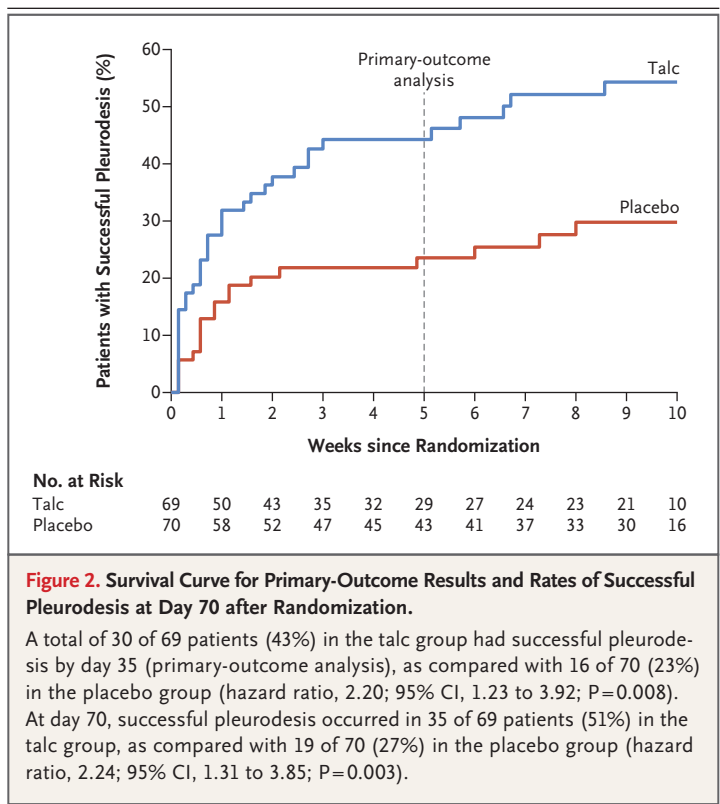 60
50
40
30
20
10
0
Patients with Successful Pleurodesis (%)
Primary-outcome
analysis
Talc
Placebo
0 1 2 3 4 5 6 7 8 9 10
Weeks since Randomization
No. at Risk
Talc 69 50 43 35 32 29 27 24 23 21 10
Placebo 70 58 52 47 45 43 41 37 33 30 16
Figure 2. Survival Curve for Primary-Outcome Results and Rates of Successful
Pleurodesis at Day 70 after Randomization.
A total of 30 of 69 patients (43%) in the talc group had successful pleurode-
sis by day 35 (primary-outcome analysis), as compared with 16 of 70 (23%)
in the placebo group (hazard ratio, 2.20; 95% CI, 1.23 to 3.92; P=0.008).
At day 70, successful pleurodesis occurred in 35 of 69 patients (51%) in the
talc group, as compared with 19 of 70 (27%) in the placebo group (hazard
ratio, 2.24; 95% CI, 1.31 to 3.85; P=0.003).